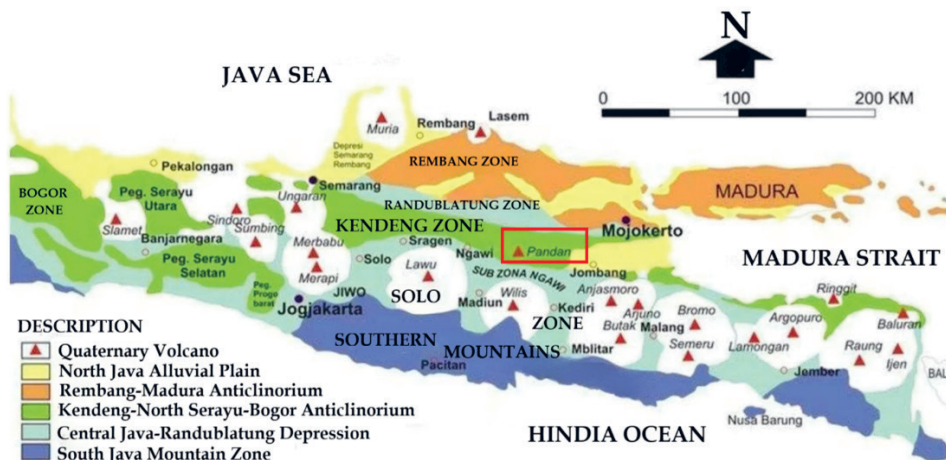 N
JAVA SEA
0 100 200 KM
Muria
Rembang
Lasem
Depresi
Semarang
Rembang
REMBANG ZONE
Pekalongan
BOGOR
ZONE
Peg. Serayu
Utara
Semarang
Ungaran
RANDUBLATUNG ZONE
MADURA
Slamet
Sindoro
Sumbing
KENDENG ZONE
Mojokerto
Banjarnegara
Merbabu
Sragen
Ngawi
Pandan
MADURA STRAIT
Peg. Serayu
Selatan
Merapi
Solo
Lawu
SUB ZONA NGAWI
Jombang
Peg.
Progo
barat
JIWO
SOLO
Madiun
Wilis
Kediri
Anjasmoro
Ringgit
Jogjakarta
ZONE
Arjuno
Butak
Malang
Bromo
Argopuro
Baluran
DESCRIPTION
SOUTHERN
MOUNTAINS
Mblitar
Semeru
Lamongan
Raung
Ijen
Pacitan
Jember
BAL
Nusa Barung
HINDIA OCEAN
Quaternary Volcano
North Java Alluvial Plain
Rembang-Madura Anticlinorium
Kendeng-North Serayu-Bogor Anticlinorium
Central Java-Randublatung Depression
South Java Mountain Zone